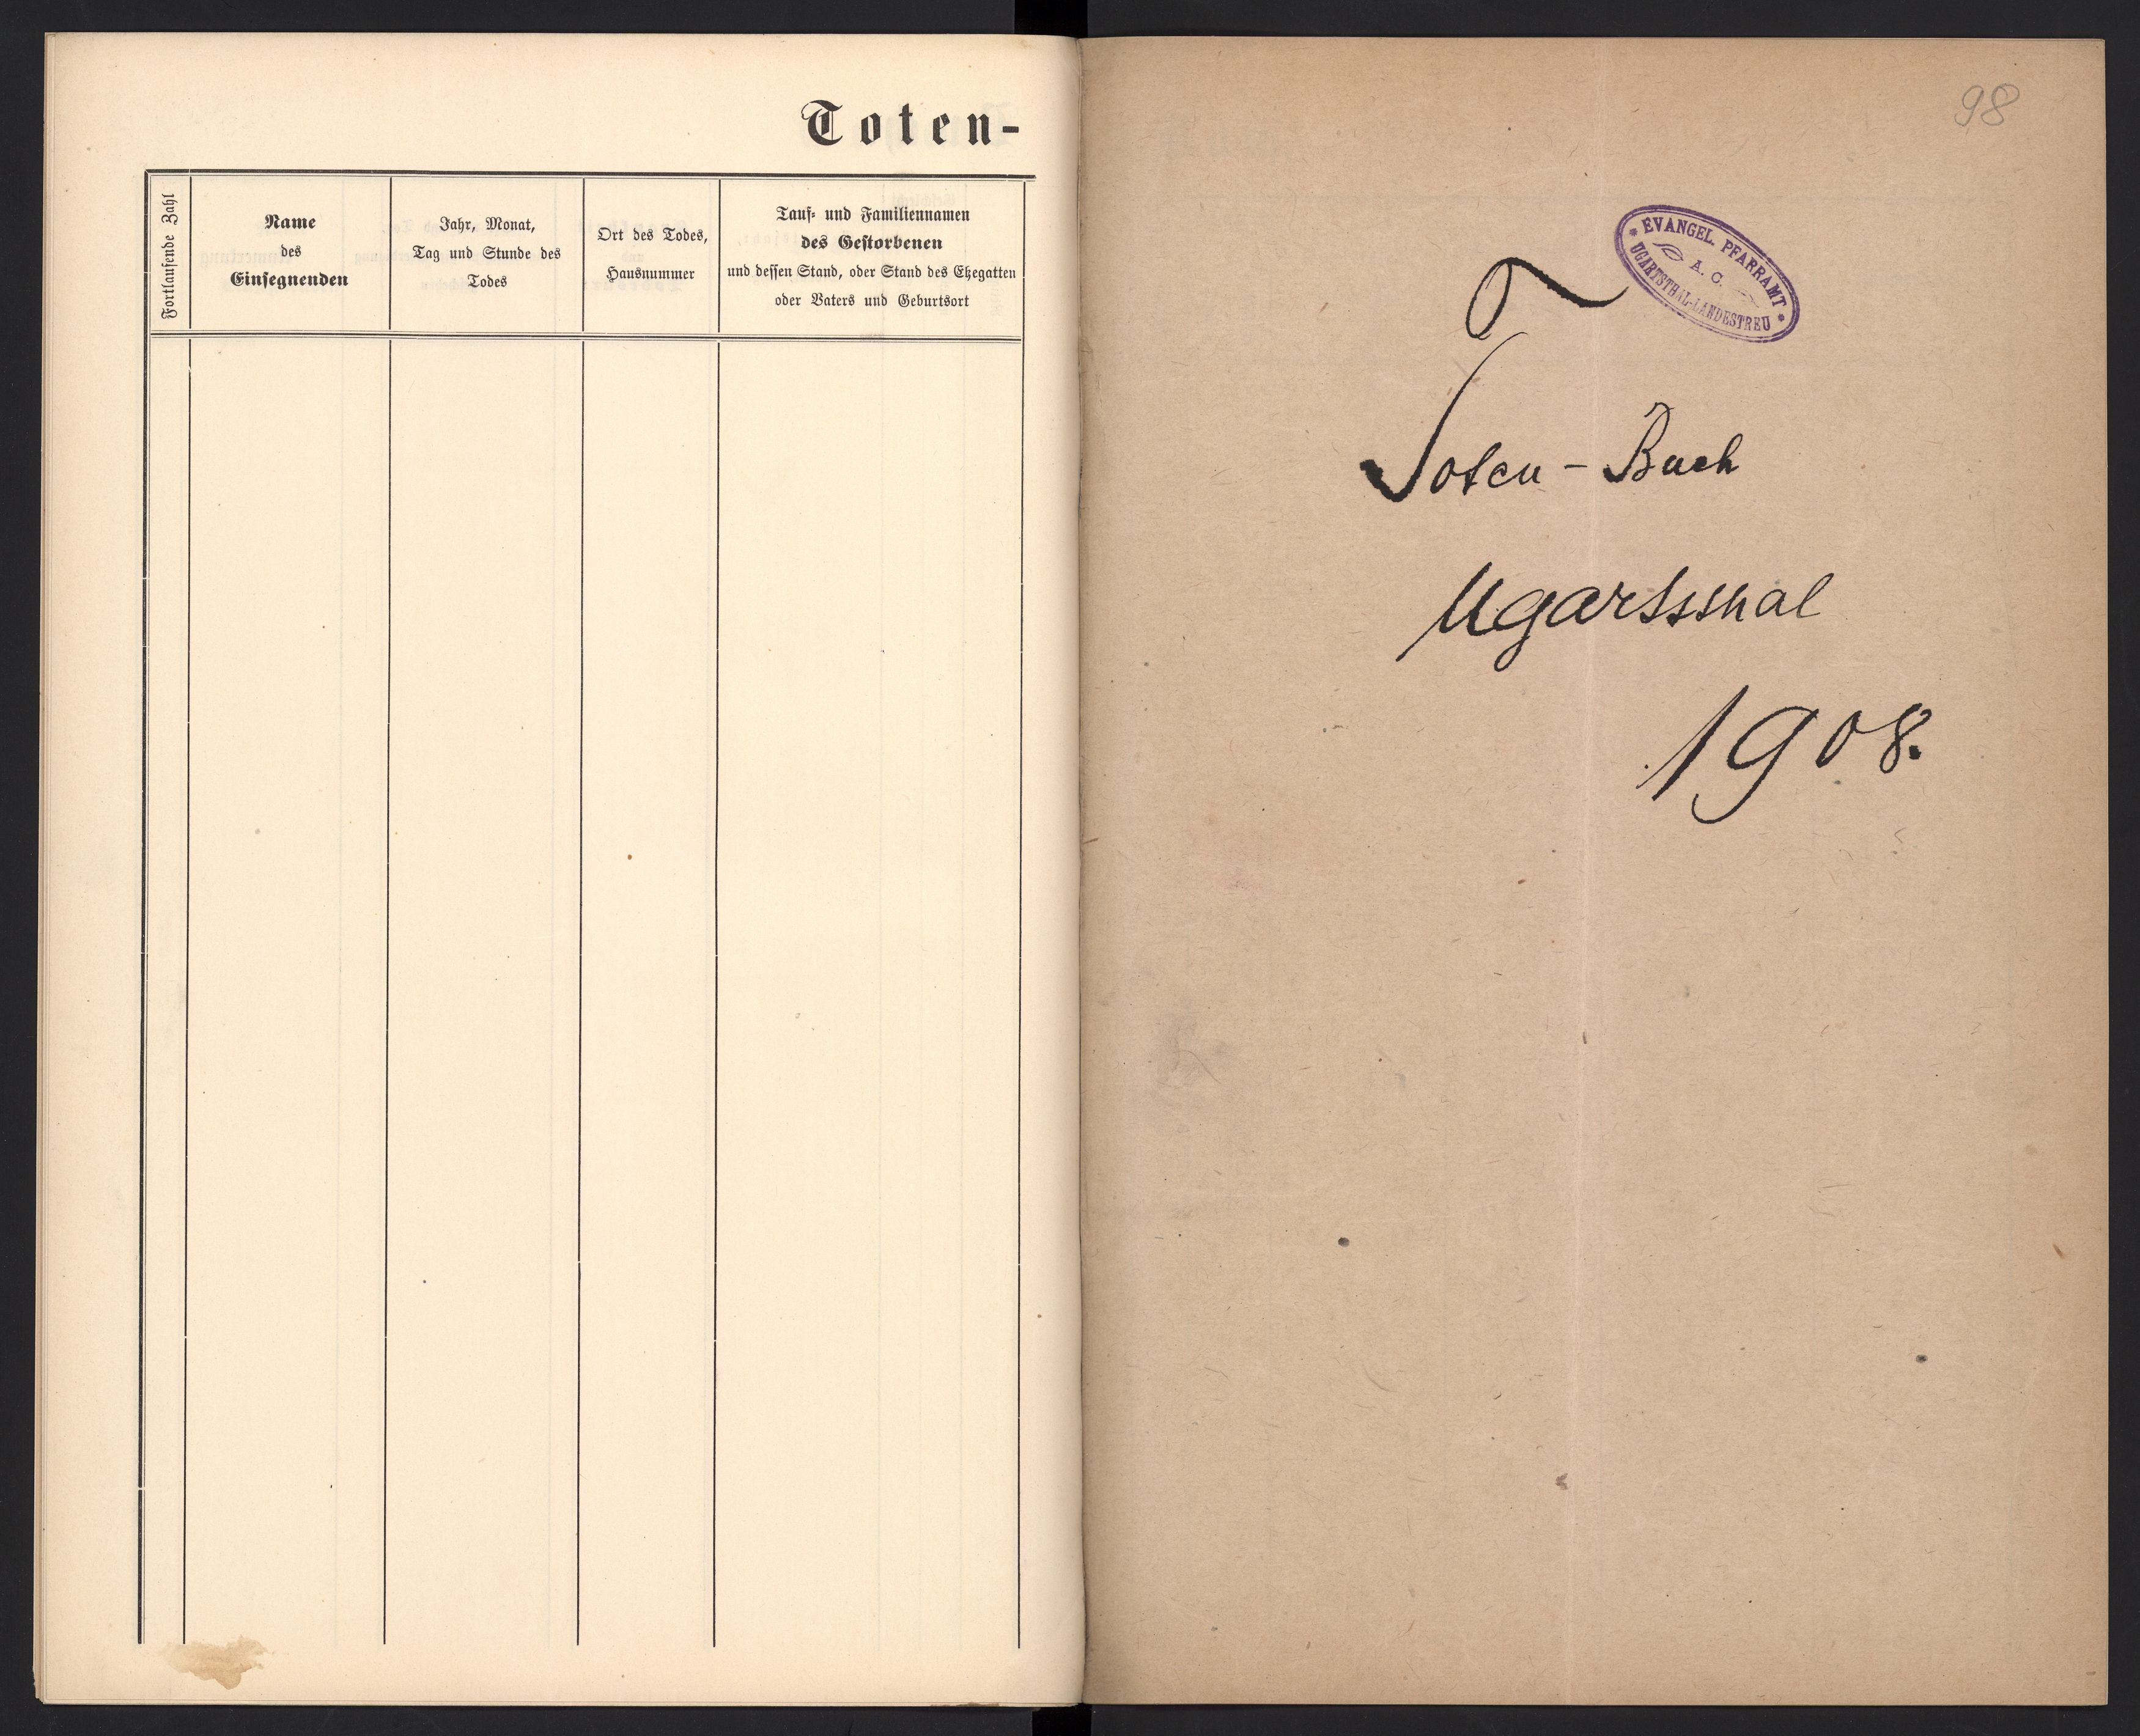 Toten-
Fortlaufende Zahl
Name
des
Einsegnenden
Jahr, Monat,
Tag und Stunde des
Todes
Ort des Todes,
Hausnummer
Tauf- und Familiennamen
des Gestorbenen
und dessen Stand, oder Stand des Ehegatten
oder Vaters und Geburtsort
98
EVANGEL. PFARRAMT
A. C.
UGARTSTHAL-LANDESTREU
Toten-Buch
Ugartsthal
1908.